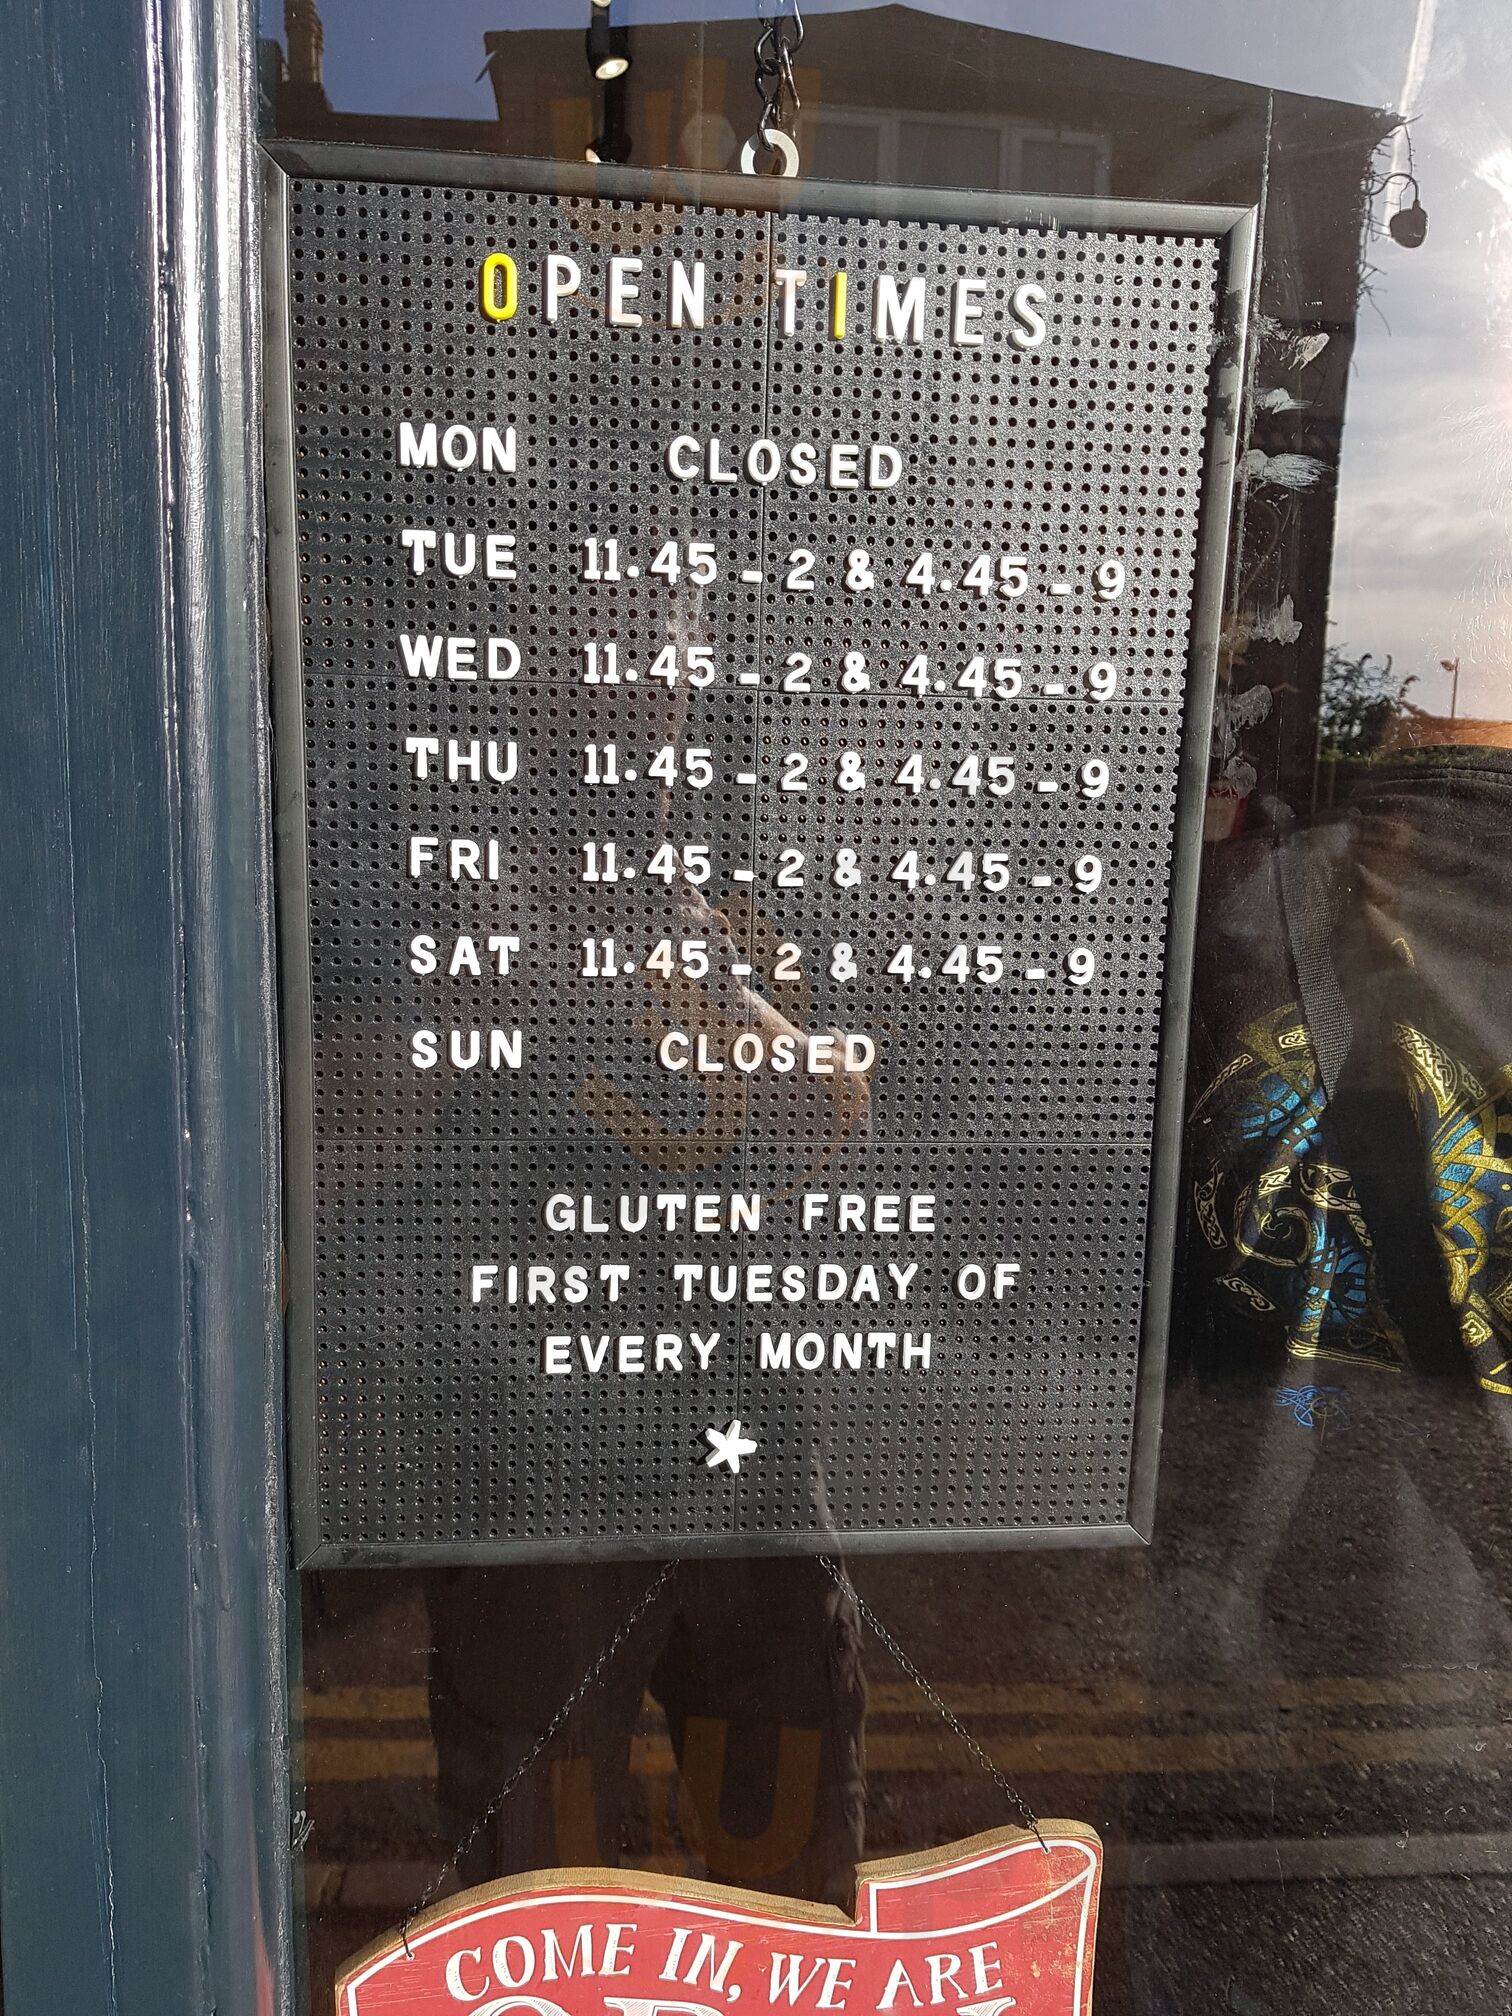 OPEN TIMES
MON CLOSED
TUE 11.45 - 2 & 4.45 - 9
WED 11.45 - 2 & 4.45 - 9
THU 11.45 - 2 & 4.45 - 9
FRI 11.45 - 2 & 4.45 - 9
SAT 11.45 - 2 & 4.45 - 9
SUN CLOSED
GLUTEN FREE
FIRST TUESDAY OF
EVERY MONTH
COME IN, WE ARE